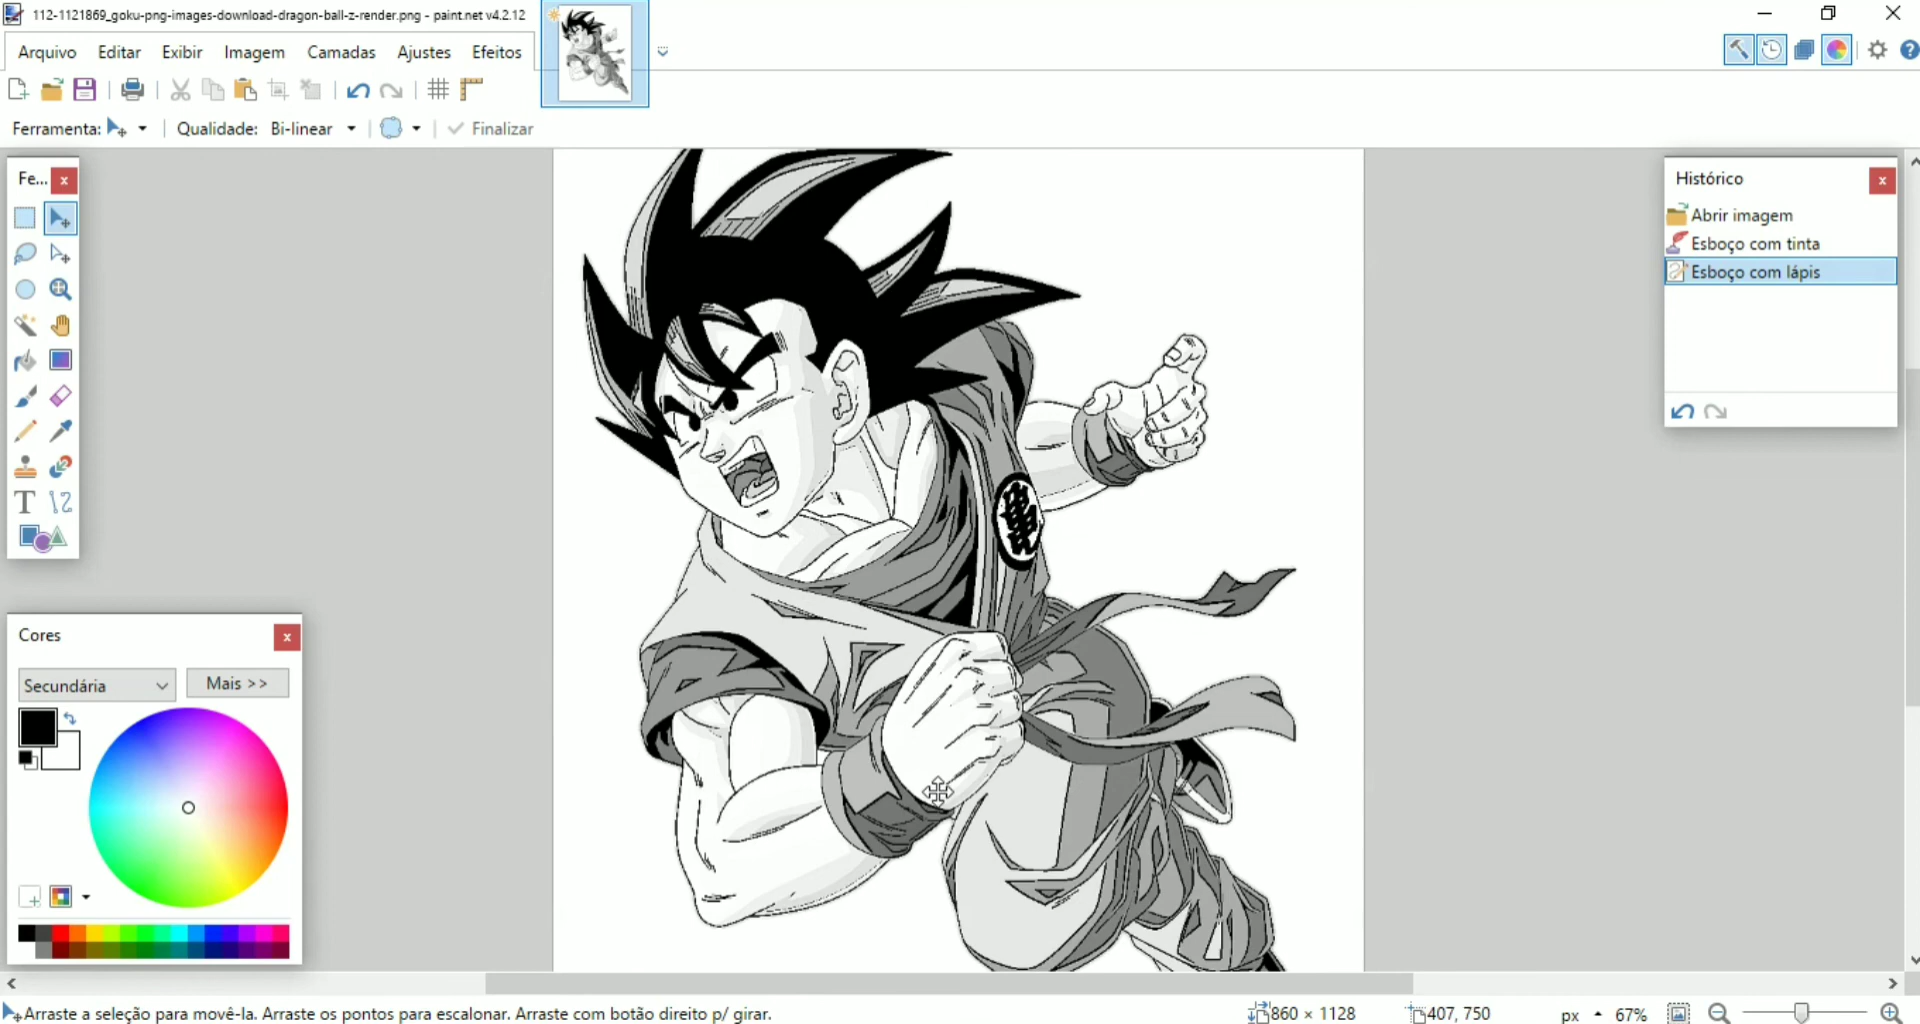 112-1121869_goku-png-images-download-dragon-ball-z-render.png - paint.net v4.2.12
Arquivo Editar Exibir Imagem Camadas Ajustes Efeitos
Ferramenta: Qualidade: Bi-linear Finalizar
Fe...
Histórico
Abrir imagem
Esboço com tinta
Esboço com lápis
亀
Cores
Secundária Mais >>
Arraste a seleção para movê-la. Arraste os pontos para escalonar. Arraste com botão direito p/ girar. 860 × 1128 407, 750 px 67%